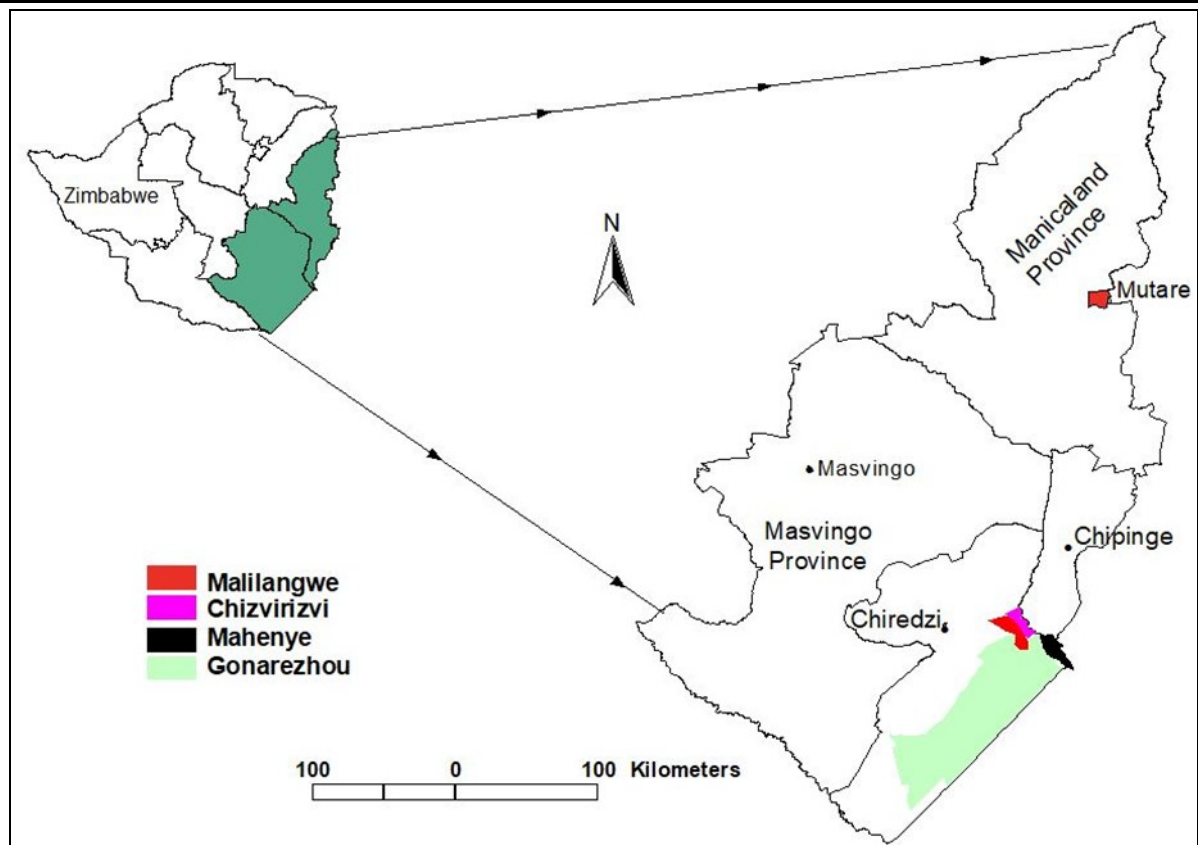 Zimbabwe
N
Manicaland
Province
Mutare
Masvingo
Masvingo
Province
Chipinge
Chiredzi
Malilangwe
Chizvirizvi
Mahenye
Gonarezhou
100 0 100 Kilometers